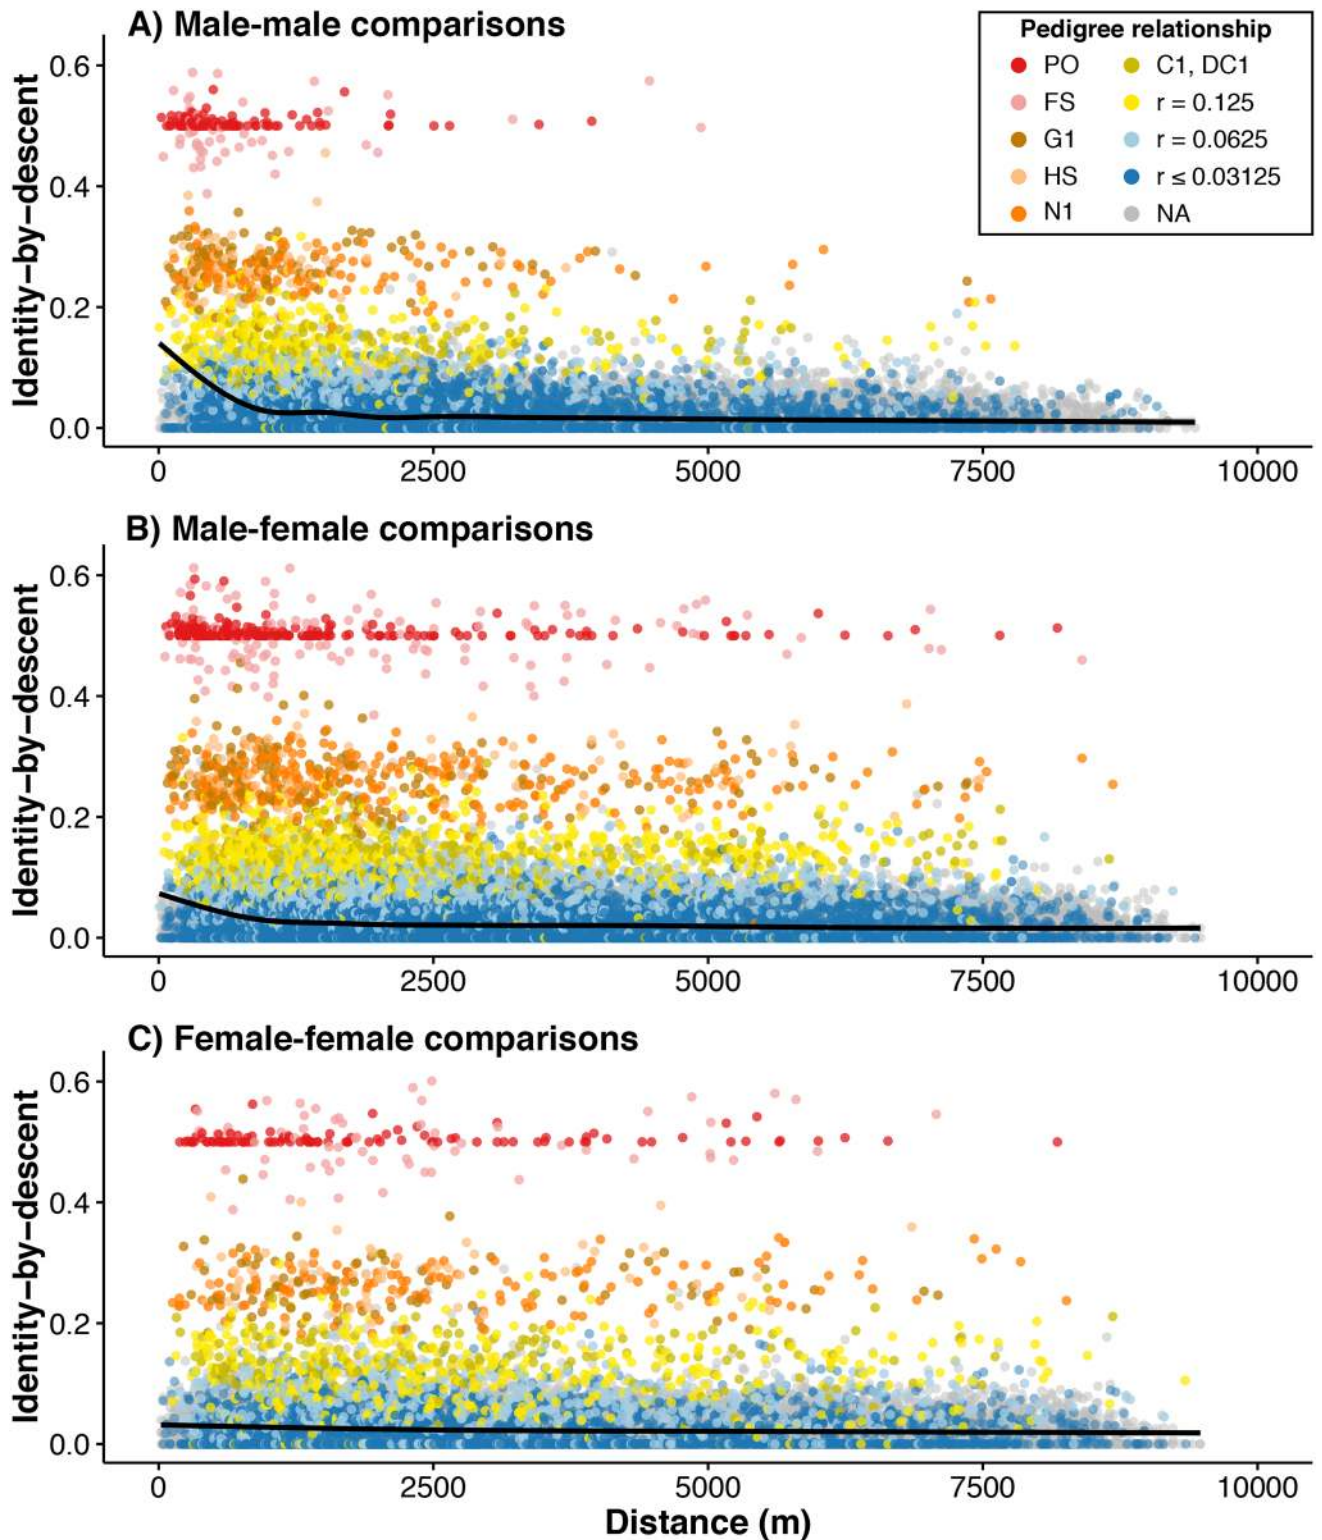 A) Male-male comparisons
Pedigree relationship
PO
C1, DC1
FS
r = 0.125
G1
r = 0.0625
HS
r ≤ 0.03125
N1
NA
Identity-by-descent
0.6
0.4
0.2
0.0
0 2500 5000 7500 10000
B) Male-female comparisons
Identity-by-descent
0.6
0.4
0.2
0.0
0 2500 5000 7500 10000
C) Female-female comparisons
Identity-by-descent
0.6
0.4
0.2
0.0
0 2500 5000 7500 10000
Distance (m)